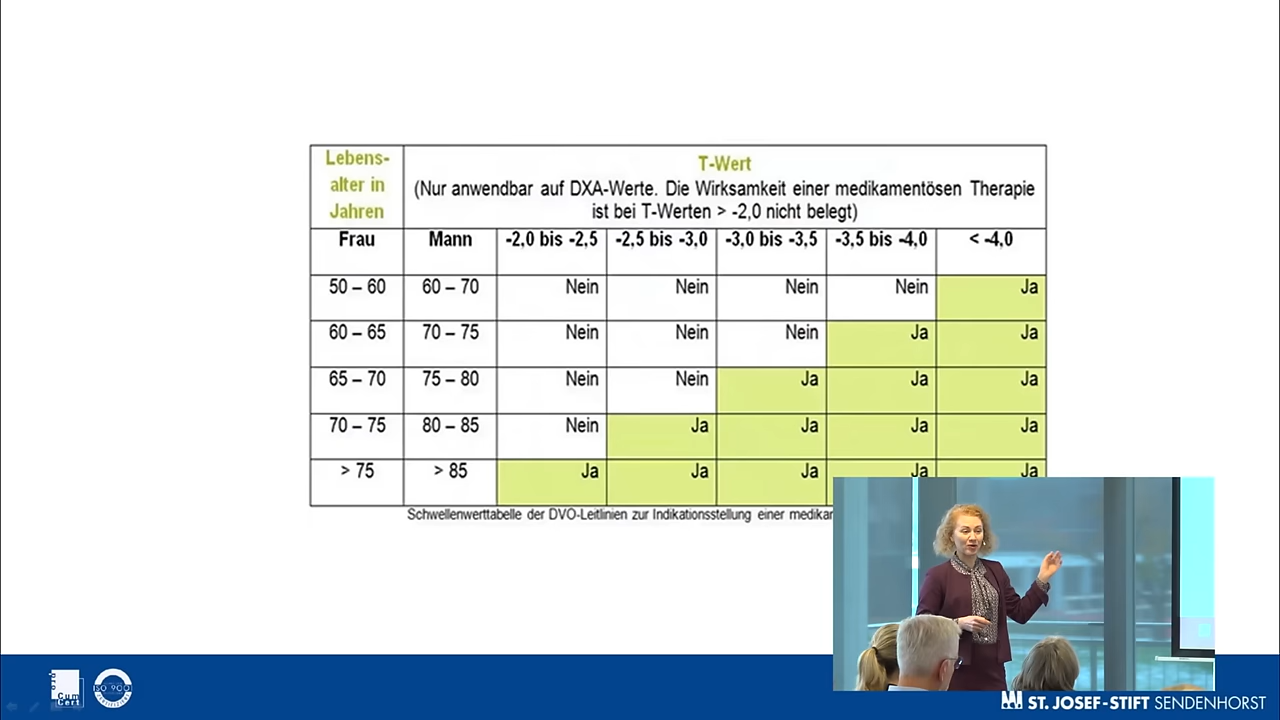 Lebens-
alter in
Jahren
T-Wert
(Nur anwendbar auf DXA-Werte. Die Wirksamkeit einer medikamentösen Therapie
ist bei T-Werten > -2,0 nicht belegt)
Frau Mann -2,0 bis -2,5 -2,5 bis -3,0 -3,0 bis -3,5 -3,5 bis -4,0 < -4,0
50 – 60 60 – 70 Nein Nein Nein Nein Ja
60 – 65 70 – 75 Nein Nein Nein Ja Ja
65 – 70 75 – 80 Nein Nein Ja Ja Ja
70 – 75 80 – 85 Nein Ja Ja Ja Ja
> 75 > 85 Ja Ja Ja Ja Ja
Schwellenwerttabelle der DVO-Leitlinien zur Indikationsstellung einer
pro
Cum
Cert
ISO 9001
ST. JOSEF-STIFT SENDENHORST